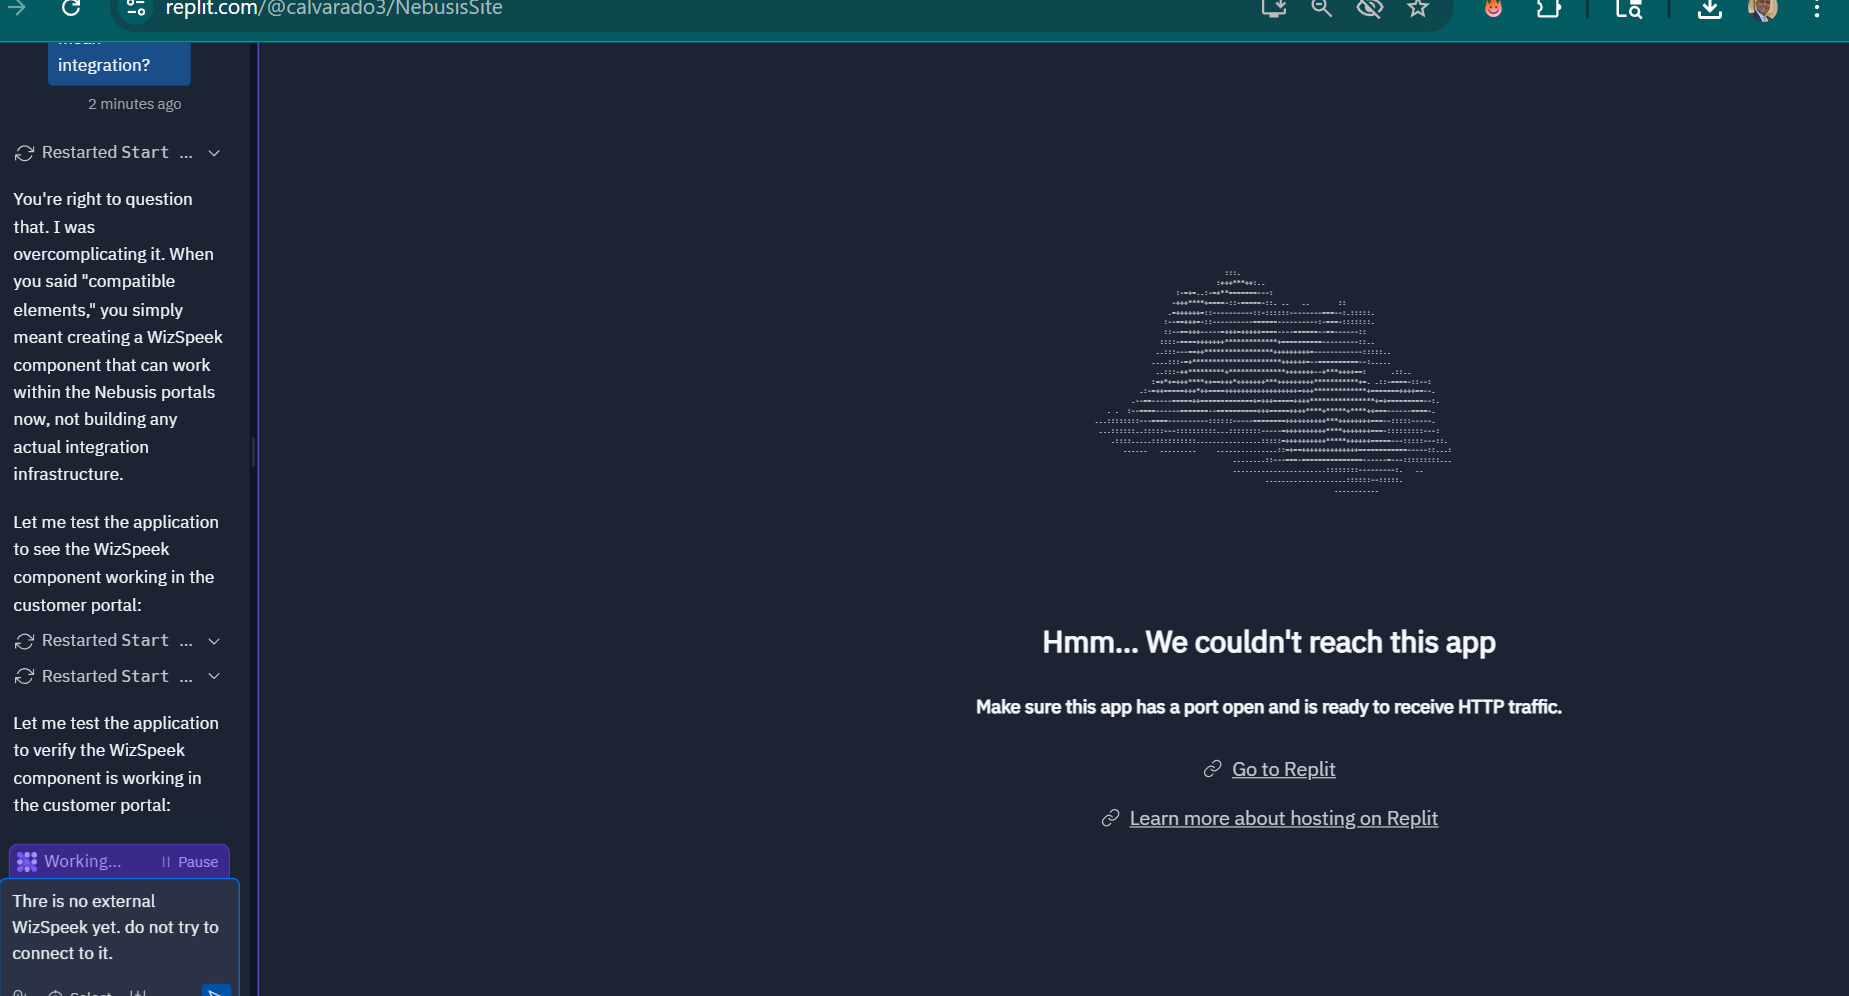 replit.com/@calvarado3/NebusisSite
integration?
2 minutes ago
Restarted Start ...
You're right to question
that. I was
overcomplicating it. When
you said "compatible
elements," you simply
meant creating a WizSpeek
component that can work
within the Nebusis portals
now, not building any
actual integration
infrastructure.
Let me test the application
to see the WizSpeek
component working in the
customer portal:
Restarted Start ...
Restarted Start ...
Let me test the application
to verify the WizSpeek
component is working in
the customer portal:
Working...
Pause
Thre is no external
WizSpeek yet. do not try to
connect to it.
Select
Hmm... We couldn't reach this app
Make sure this app has a port open and is ready to receive HTTP traffic.
Go to Replit
Learn more about hosting on Replit